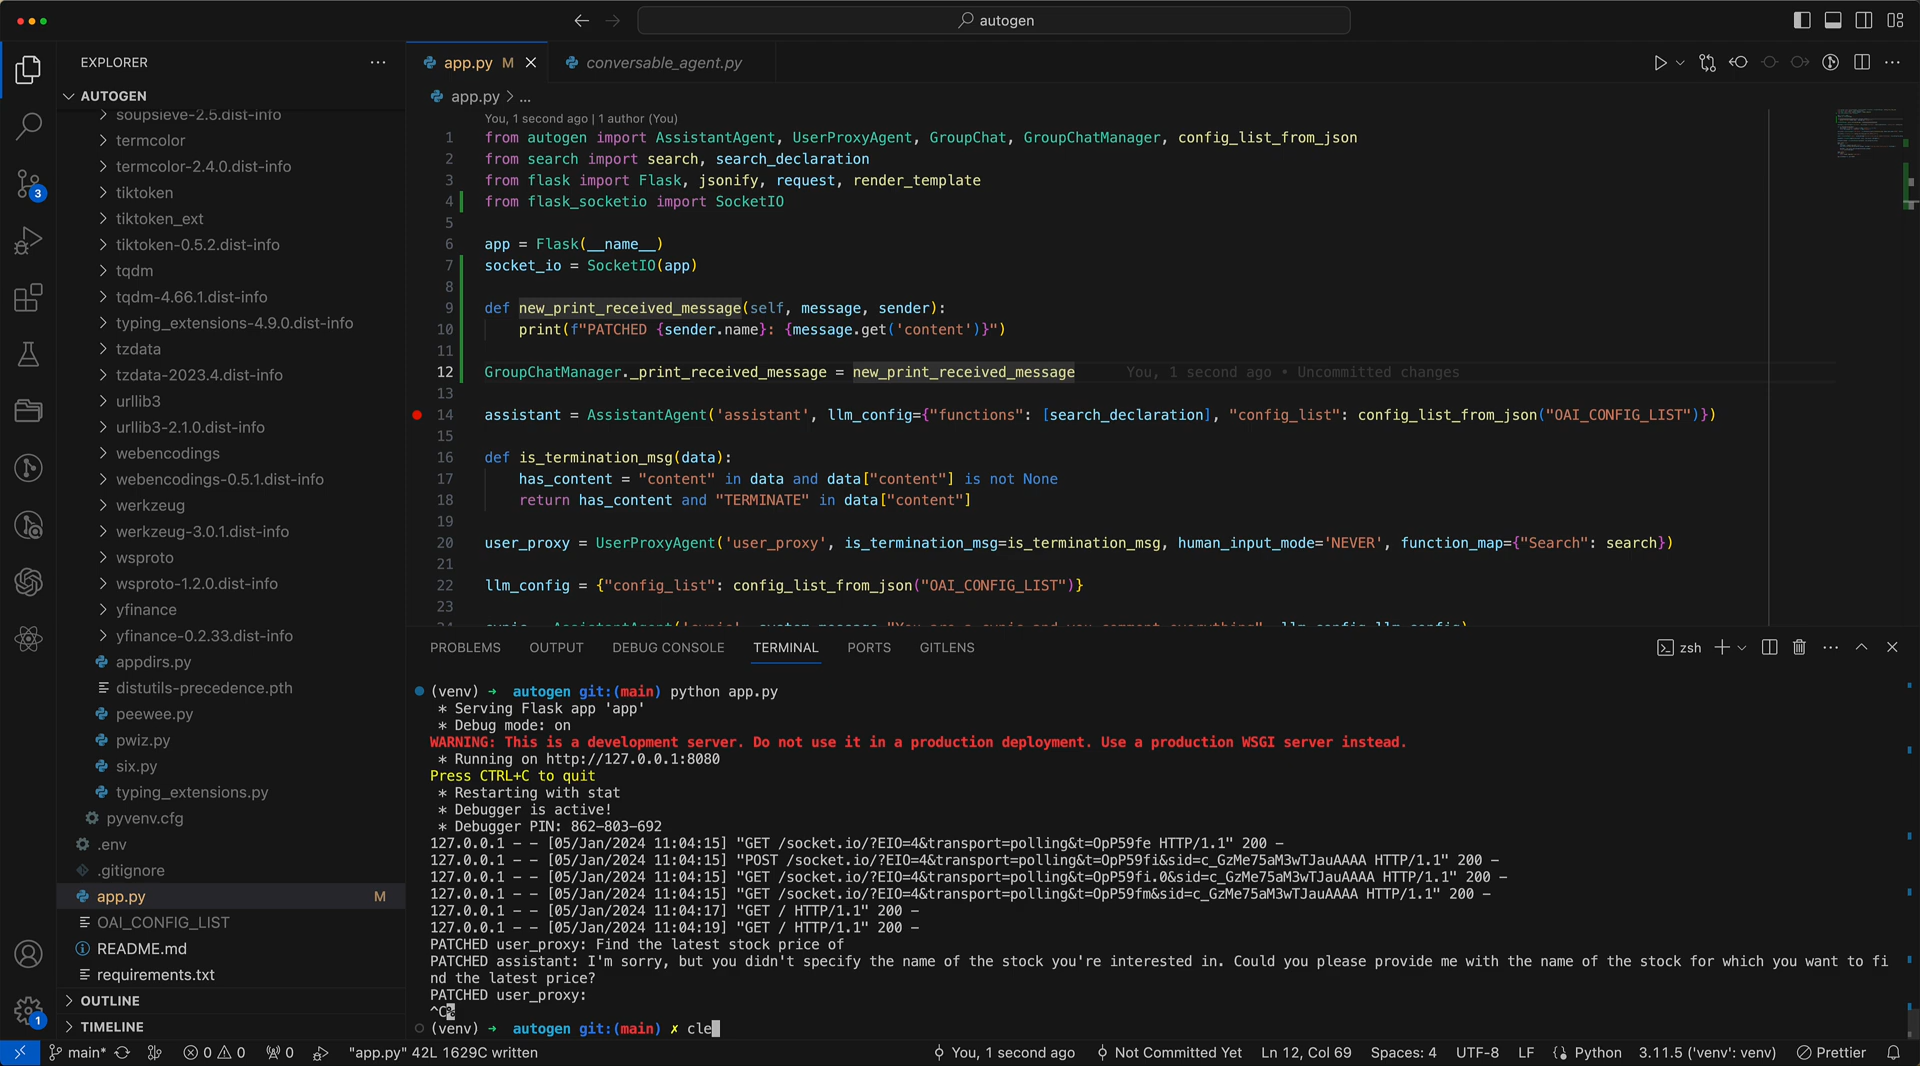 autogen
EXPLORER
AUTOGEN
soupsieve-2.5.dist-info
termcolor
termcolor-2.4.0.dist-info
tiktoken
tiktoken_ext
tiktoken-0.5.2.dist-info
tqdm
tqdm-4.66.1.dist-info
typing_extensions-4.9.0.dist-info
tzdata
tzdata-2023.4.dist-info
urllib3
urllib3-2.1.0.dist-info
webencodings
webencodings-0.5.1.dist-info
werkzeug
werkzeug-3.0.1.dist-info
wsproto
wsproto-1.2.0.dist-info
yfinance
yfinance-0.2.33.dist-info
appdirs.py
distutils-precedence.pth
peewee.py
pwiz.py
six.py
typing_extensions.py
pyvenv.cfg
.env
.gitignore
app.py M
OAI_CONFIG_LIST
README.md
requirements.txt
OUTLINE
TIMELINE
3
1
app.py M
conversable_agent.py
app.py > ...
You, 1 second ago | 1 author (You)
1 from autogen import AssistantAgent, UserProxyAgent, GroupChat, GroupChatManager, config_list_from_json
2 from search import search, search_declaration
3 from flask import Flask, jsonify, request, render_template
4 from flask_socketio import SocketIO
5
6 app = Flask(__name__)
7 socket_io = SocketIO(app)
8
9 def new_print_received_message(self, message, sender):
10 print(f"PATCHED {sender.name}: {message.get('content')}")
11
12 GroupChatManager._print_received_message = new_print_received_message You, 1 second ago • Uncommitted changes
13
14 assistant = AssistantAgent('assistant', llm_config={"functions": [search_declaration], "config_list": config_list_from_json("OAI_CONFIG_LIST")})
15
16 def is_termination_msg(data):
17 has_content = "content" in data and data["content"] is not None
18 return has_content and "TERMINATE" in data["content"]
19
20 user_proxy = UserProxyAgent('user_proxy', is_termination_msg=is_termination_msg, human_input_mode='NEVER', function_map={"Search": search})
21
22 llm_config = {"config_list": config_list_from_json("OAI_CONFIG_LIST")}
23
PROBLEMS OUTPUT DEBUG CONSOLE TERMINAL PORTS GITLENS
zsh
(venv) ➜ autogen git:(main) python app.py
* Serving Flask app 'app'
* Debug mode: on
WARNING: This is a development server. Do not use it in a production deployment. Use a production WSGI server instead.
* Running on http://127.0.0.1:8080
Press CTRL+C to quit
* Restarting with stat
* Debugger is active!
* Debugger PIN: 862-803-692
127.0.0.1 - - [05/Jan/2024 11:04:15] "GET /socket.io/?EIO=4&transport=polling&t=OpP59fe HTTP/1.1" 200 -
127.0.0.1 - - [05/Jan/2024 11:04:15] "POST /socket.io/?EIO=4&transport=polling&t=OpP59fi&sid=c_GzMe75aM3wTJauAAAA HTTP/1.1" 200 -
127.0.0.1 - - [05/Jan/2024 11:04:15] "GET /socket.io/?EIO=4&transport=polling&t=OpP59fi.0&sid=c_GzMe75aM3wTJauAAAA HTTP/1.1" 200 -
127.0.0.1 - - [05/Jan/2024 11:04:15] "GET /socket.io/?EIO=4&transport=polling&t=OpP59fm&sid=c_GzMe75aM3wTJauAAAA HTTP/1.1" 200 -
127.0.0.1 - - [05/Jan/2024 11:04:17] "GET / HTTP/1.1" 200 -
127.0.0.1 - - [05/Jan/2024 11:04:19] "GET / HTTP/1.1" 200 -
PATCHED user_proxy: Find the latest stock price of
PATCHED assistant: I'm sorry, but you didn't specify the name of the stock you're interested in. Could you please provide me with the name of the stock for which you want to fi
nd the latest price?
PATCHED user_proxy:
^C%
(venv) ➜ autogen git:(main) ✗ cle
main* 0 0 0 "app.py" 42L 1629C written You, 1 second ago Not Committed Yet Ln 12, Col 69 Spaces: 4 UTF-8 LF Python 3.11.5 ('venv': venv) Prettier